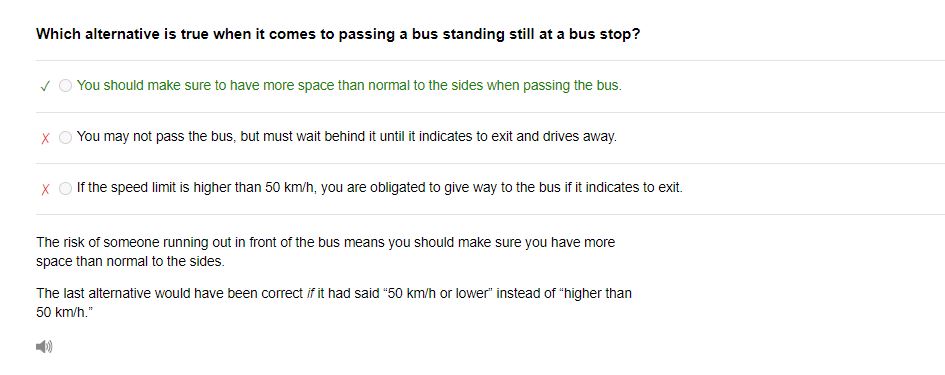 Which alternative is true when it comes to passing a bus standing still at a bus stop?
✓ You should make sure to have more space than normal to the sides when passing the bus.
X You may not pass the bus, but must wait behind it until it indicates to exit and drives away.
X If the speed limit is higher than 50 km/h, you are obligated to give way to the bus if it indicates to exit.
The risk of someone running out in front of the bus means you should make sure you have more
space than normal to the sides.
The last alternative would have been correct if it had said “50 km/h or lower” instead of “higher than
50 km/h.”